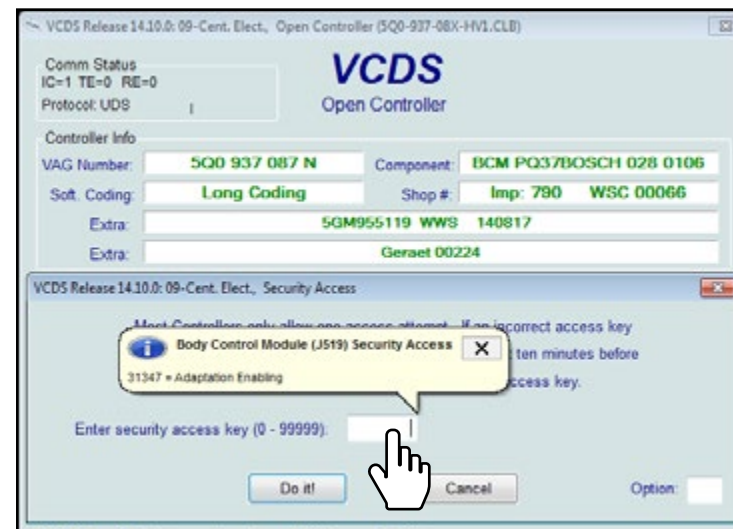 VCDS Release 14.10.0: 09-Cent. Elect., Open Controller (5Q0-937-08X-HV1.CLB)
Comm Status
IC=1 TE=0 RE=0
Protocol: UDS
VCDS
Open Controller
Controller Info
VAG Number: 5Q0 937 087 N Component: BCM PQ37BOSCH 028 0106
Soft. Coding: Long Coding Shop #: Imp: 790 WSC 00066
Extra: 5GM955119 WWS 140817
Extra: Geraet 00224
VCDS Release 14.10.0: 09-Cent. Elect., Security Access
Most Controllers only allow one access attempt. If an incorrect access key
Body Control Module (J519) Security Access
ten minutes before
31347 = Adaptation Enabling
access key.
Enter security access key (0 - 99999):
Do it! Cancel Option: